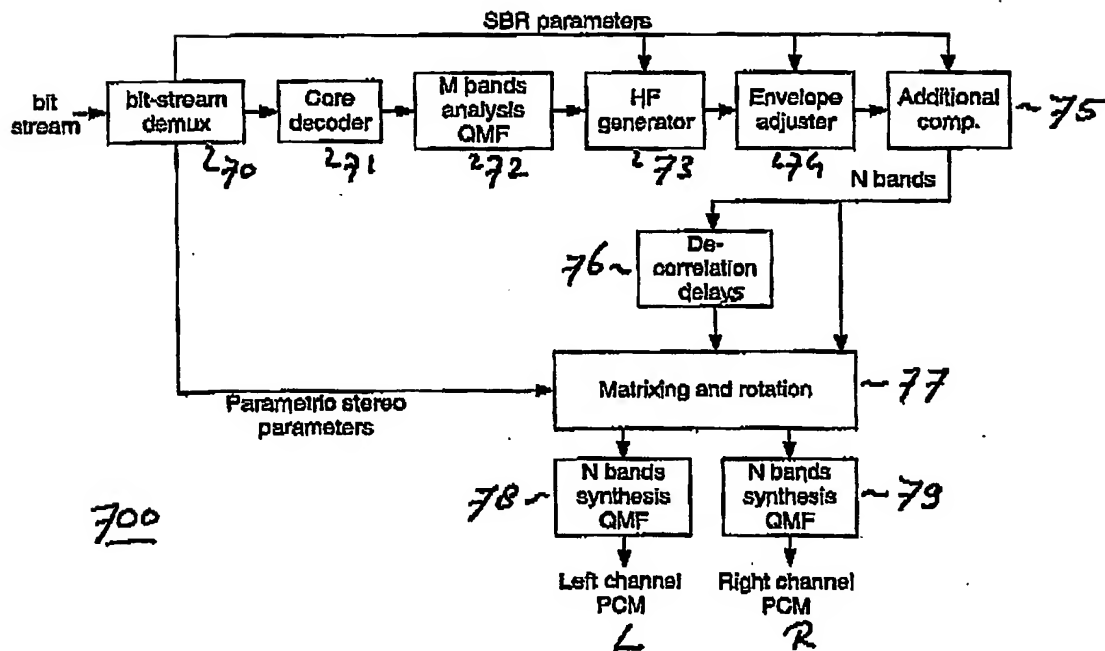 SBR parameters
bit
stream
bit-stream
demux
Core
decoder
M bands
analysis
QMF
HF
generator
Envelope
adjuster
Additional
comp.
~ 75
270
271
272
273
274
N bands
76 ~
De-
correlation
delays
Matrixing and rotation
~ 77
Parametric stereo
parameters
700
78 ~
N bands
synthesis
QMF
N bands
synthesis
QMF
~ 79
Left channel
PCM
L
Right channel
PCM
R